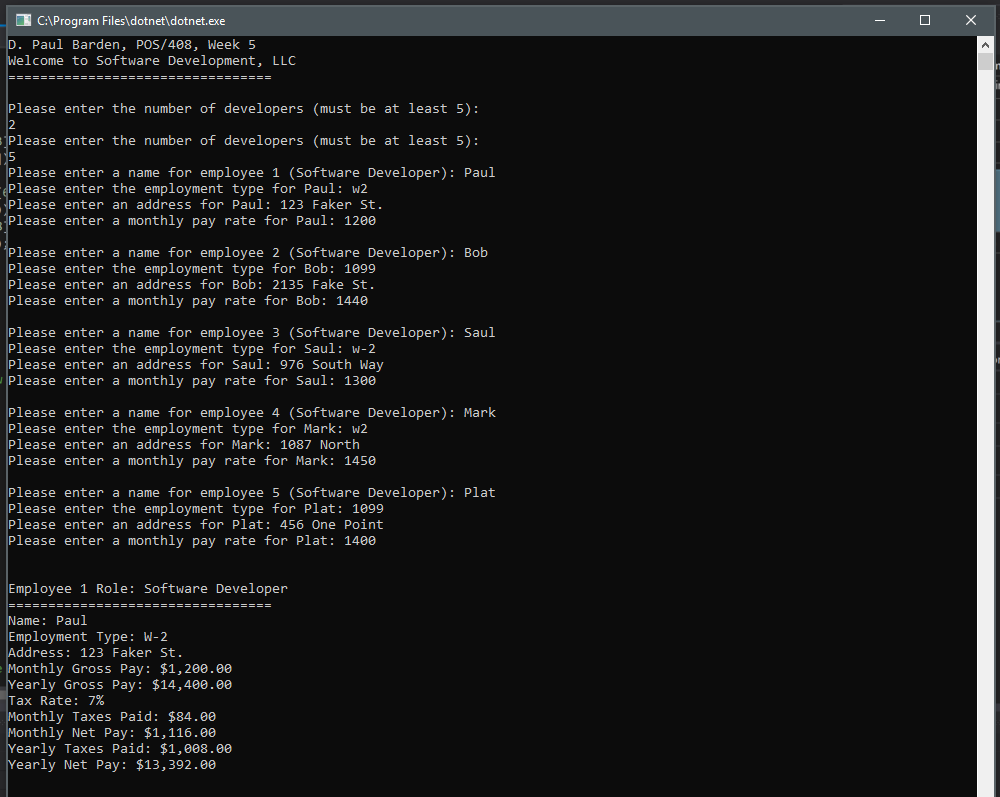 C:\Program Files\dotnet\dotnet.exe
D. Paul Barden, POS/408, Week 5
Welcome to Software Development, LLC
=================================
Please enter the number of developers (must be at least 5):
2
Please enter the number of developers (must be at least 5):
5
Please enter a name for employee 1 (Software Developer): Paul
Please enter the employment type for Paul: w2
Please enter an address for Paul: 123 Faker St.
Please enter a monthly pay rate for Paul: 1200
Please enter a name for employee 2 (Software Developer): Bob
Please enter the employment type for Bob: 1099
Please enter an address for Bob: 2135 Fake St.
Please enter a monthly pay rate for Bob: 1440
Please enter a name for employee 3 (Software Developer): Saul
Please enter the employment type for Saul: w-2
Please enter an address for Saul: 976 South Way
Please enter a monthly pay rate for Saul: 1300
Please enter a name for employee 4 (Software Developer): Mark
Please enter the employment type for Mark: w2
Please enter an address for Mark: 1087 North
Please enter a monthly pay rate for Mark: 1450
Please enter a name for employee 5 (Software Developer): Plat
Please enter the employment type for Plat: 1099
Please enter an address for Plat: 456 One Point
Please enter a monthly pay rate for Plat: 1400
Employee 1 Role: Software Developer
=================================
Name: Paul
Employment Type: W-2
Address: 123 Faker St.
Monthly Gross Pay: $1,200.00
Yearly Gross Pay: $14,400.00
Tax Rate: 7%
Monthly Taxes Paid: $84.00
Monthly Net Pay: $1,116.00
Yearly Taxes Paid: $1,008.00
Yearly Net Pay: $13,392.00